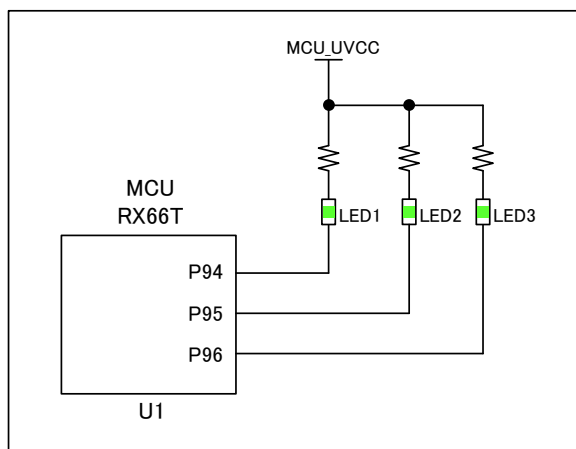 MCU_UVCC
MCU
RX66T
LED1
LED2
LED3
P94
P95
P96
U1